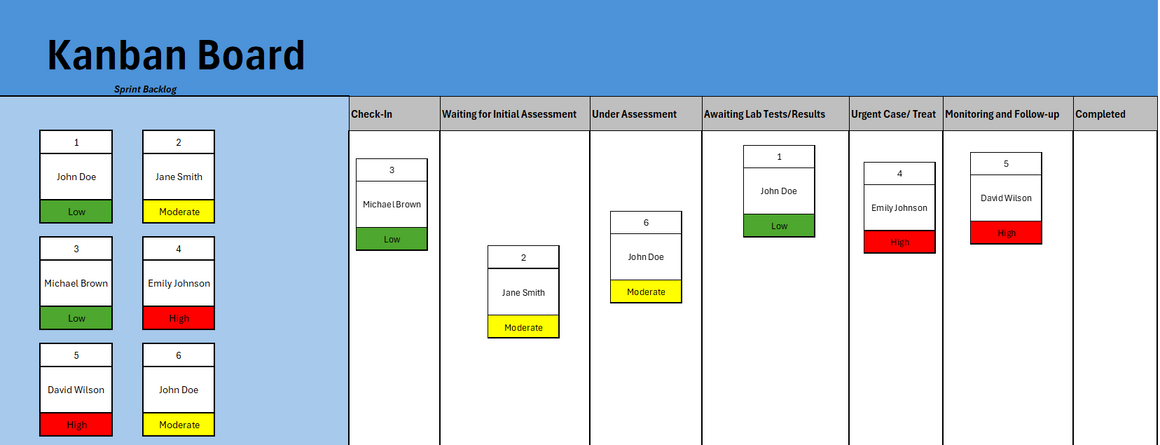 Kanban Board
Sprint Backlog
Check-In
Waiting for Initial Assessment
Under Assessment
Awaiting Lab Tests/Results
Urgent Case/ Treat
Monitoring and Follow-up
Completed
1
John Doe
Low
2
Jane Smith
Moderate
3
Michael Brown
Low
4
Emily Johnson
High
5
David Wilson
High
6
John Doe
Moderate
3
Michael Brown
Low
2
Jane Smith
Moderate
6
John Doe
Moderate
1
John Doe
Low
4
Emily Johnson
High
5
David Wilson
High